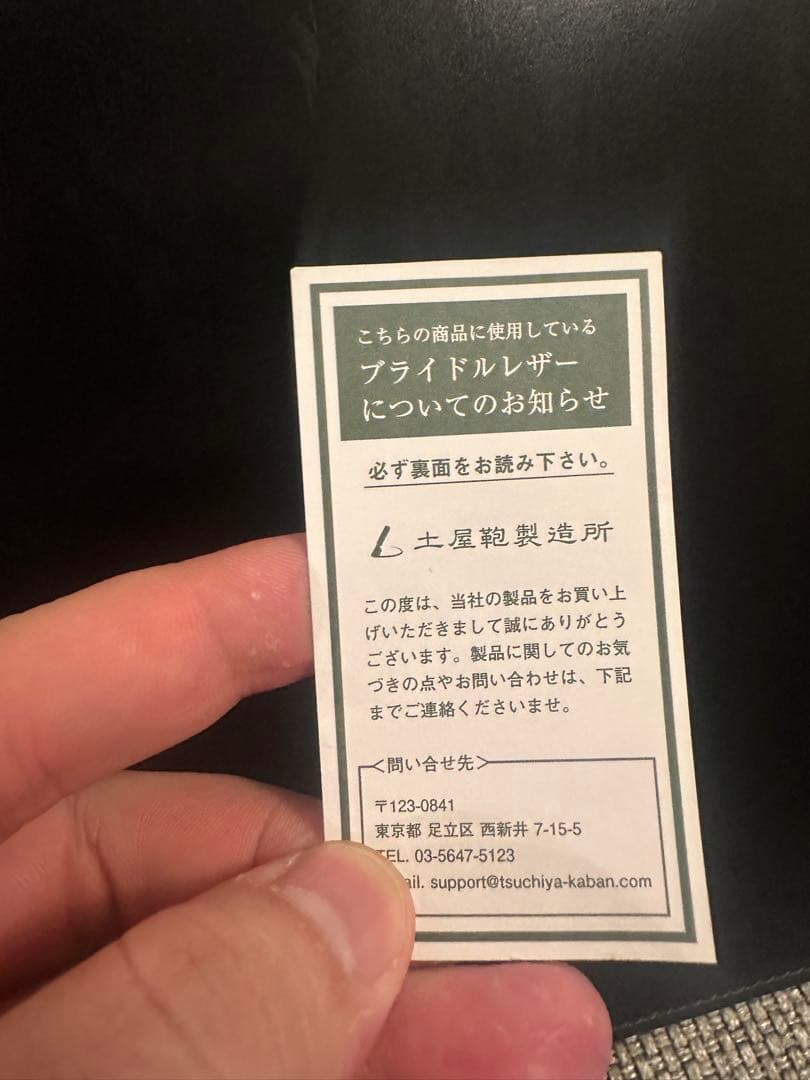 こちらの商品に使用している
ブライドルレザー
についてのお知らせ
必ず裏面をお読み下さい。
土屋鞄製造所
この度は、当社の製品をお買い上
げいただきまして誠にありがとう
ございます。製品に関してのお気
づきの点やお問い合わせは、下記
までご連絡くださいませ。
問い合せ先
〒123-0841
東京都 足立区 西新井 7-15-5
TEL. 03-5647-5123
ail. support@tsuchiya-kaban.com